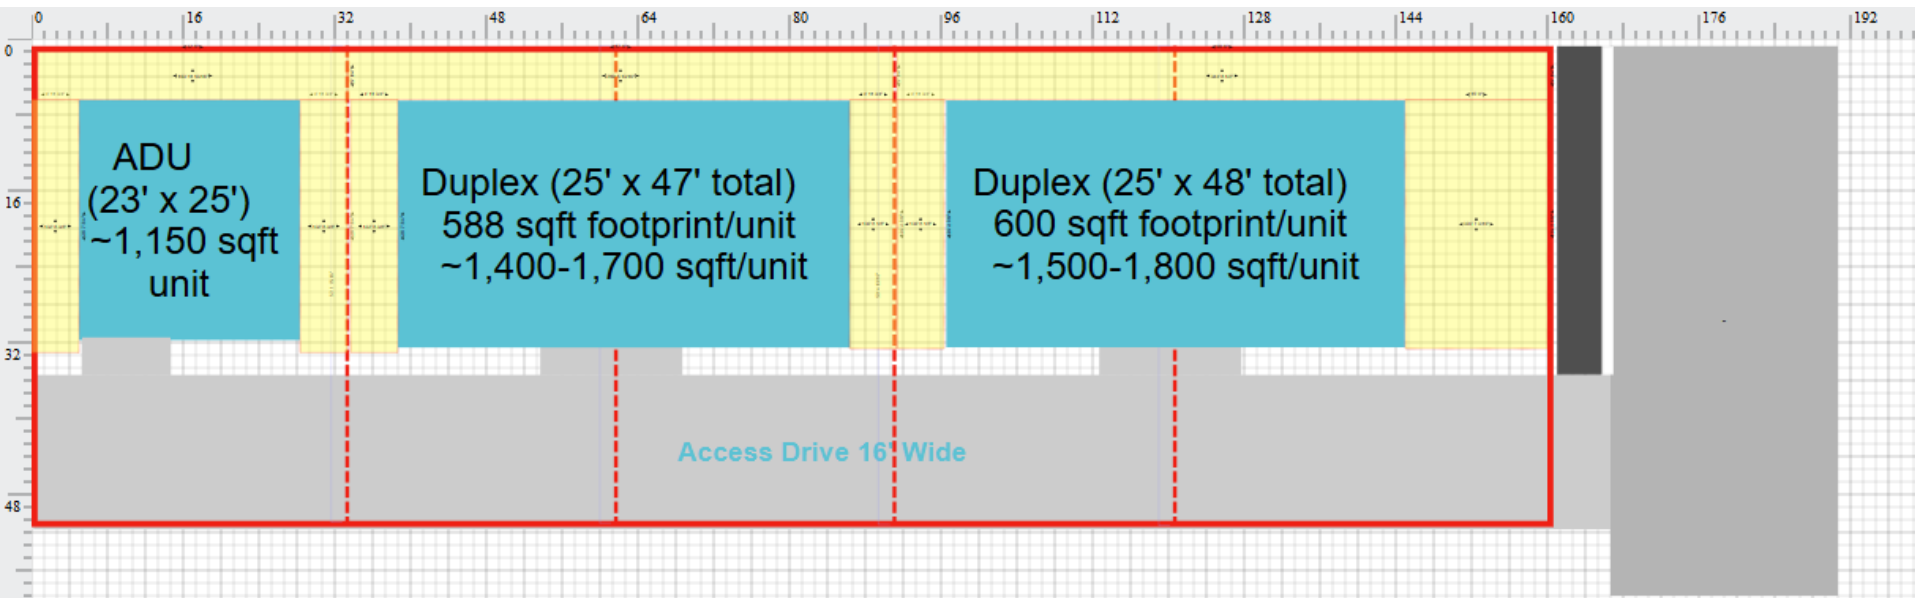 0 16 32 48 64 80 96 112 128 144 160 176 192
0
ADU
(23' x 25')
~1,150 sqft
unit
Duplex (25' x 47' total)
588 sqft footprint/unit
~1,400-1,700 sqft/unit
Duplex (25' x 48' total)
600 sqft footprint/unit
~1,500-1,800 sqft/unit
16
32
Access Drive 16' Wide
48